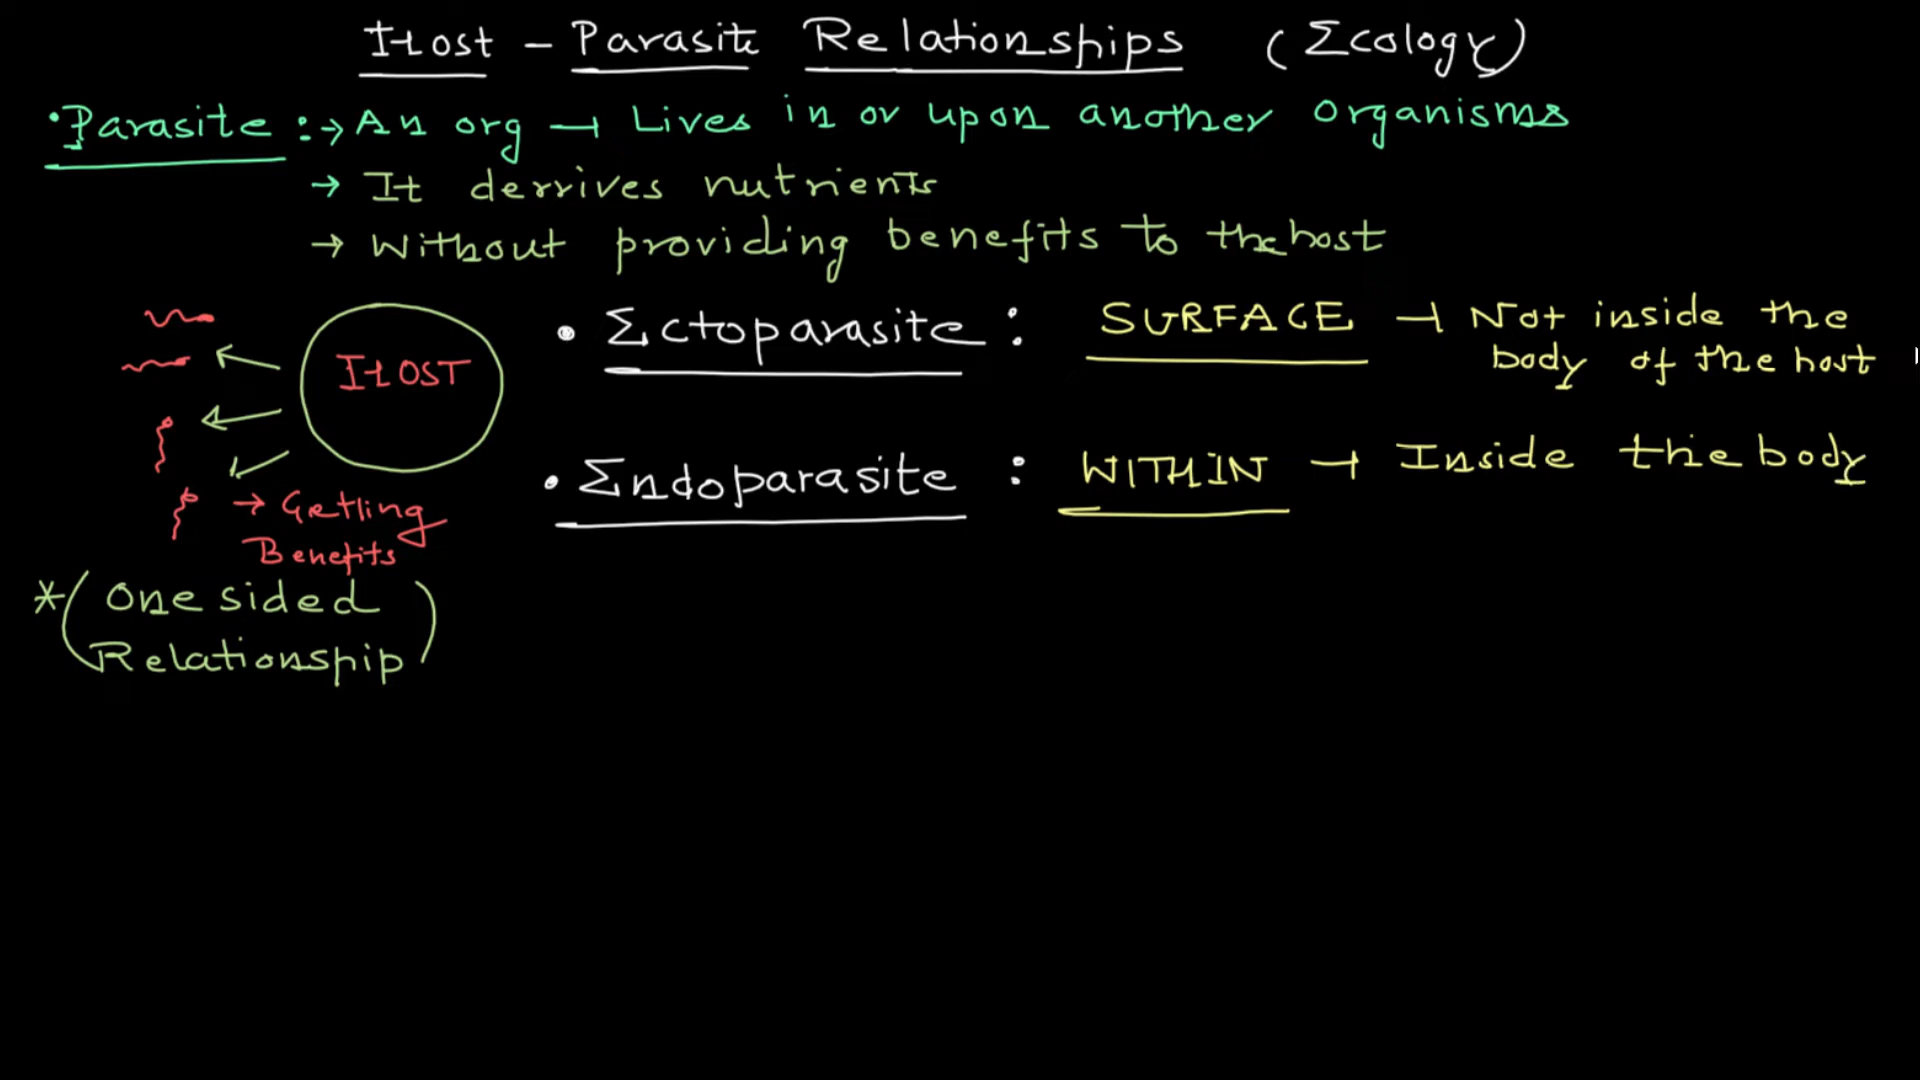 Host - Parasite Relationships (Ecology)
• Parasite :→ An org → Lives in or upon another organisms
→ It derrives nutrients
→ Without providing benefits to the host
HOST
• Ectoparasite : SURFACE → Not inside the
body of the host
• Endoparasite : WITHIN → Inside the body
→ Getting
Benefits
* ( One sided
Relationship )